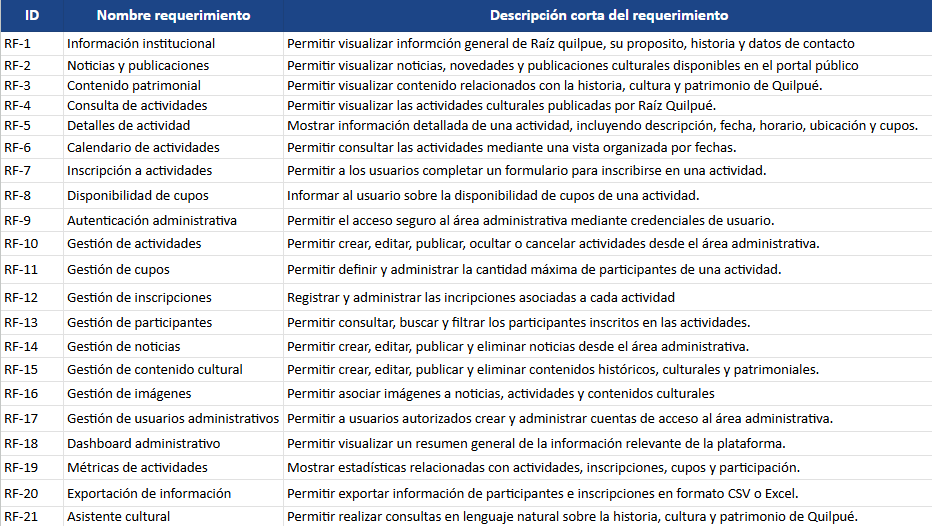 ID Nombre requerimiento Descripción corta del requerimiento
RF-1 Información institucional Permitir visualizar informción general de Raíz quilpue, su proposito, historia y datos de contacto
RF-2 Noticias y publicaciones Permitir visualizar noticias, novedades y publicaciones culturales disponibles en el portal público
RF-3 Contenido patrimonial Permitir visualizar contenido relacionados con la historia, cultura y patrimonio de Quilpué.
RF-4 Consulta de actividades Permitir visualizar las actividades culturales publicadas por Raíz Quilpué.
RF-5 Detalles de actividad Mostrar información detallada de una actividad, incluyendo descripción, fecha, horario, ubicación y cupos.
RF-6 Calendario de actividades Permitir consultar las actividades mediante una vista organizada por fechas.
RF-7 Inscripción a actividades Permitir a los usuarios completar un formulario para inscribirse en una actividad.
RF-8 Disponibilidad de cupos Informar al usuario sobre la disponibilidad de cupos de una actividad.
RF-9 Autenticación administrativa Permitir el acceso seguro al área administrativa mediante credenciales de usuario.
RF-10 Gestión de actividades Permitir crear, editar, publicar, ocultar o cancelar actividades desde el área administrativa.
RF-11 Gestión de cupos Permitir definir y administrar la cantidad máxima de participantes de una actividad.
RF-12 Gestión de inscripciones Registrar y administrar las incripciones asociadas a cada actividad
RF-13 Gestión de participantes Permitir consultar, buscar y filtrar los participantes inscritos en las actividades.
RF-14 Gestión de noticias Permitir crear, editar, publicar y eliminar noticias desde el área administrativa.
RF-15 Gestión de contenido cultural Permitir crear, editar, publicar y eliminar contenidos históricos, culturales y patrimoniales.
RF-16 Gestión de imágenes Permitir asociar imágenes a noticias, actividades y contenidos culturales
RF-17 Gestión de usuarios administrativos Permitir a usuarios autorizados crear y administrar cuentas de acceso al área administrativa.
RF-18 Dashboard administrativo Permitir visualizar un resumen general de la información relevante de la plataforma.
RF-19 Métricas de actividades Mostrar estadísticas relacionadas con actividades, inscripciones, cupos y participación.
RF-20 Exportación de información Permitir exportar información de participantes e inscripciones en formato CSV o Excel.
RF-21 Asistente cultural Permitir realizar consultas en lenguaje natural sobre la historia, cultura y patrimonio de Quilpué.